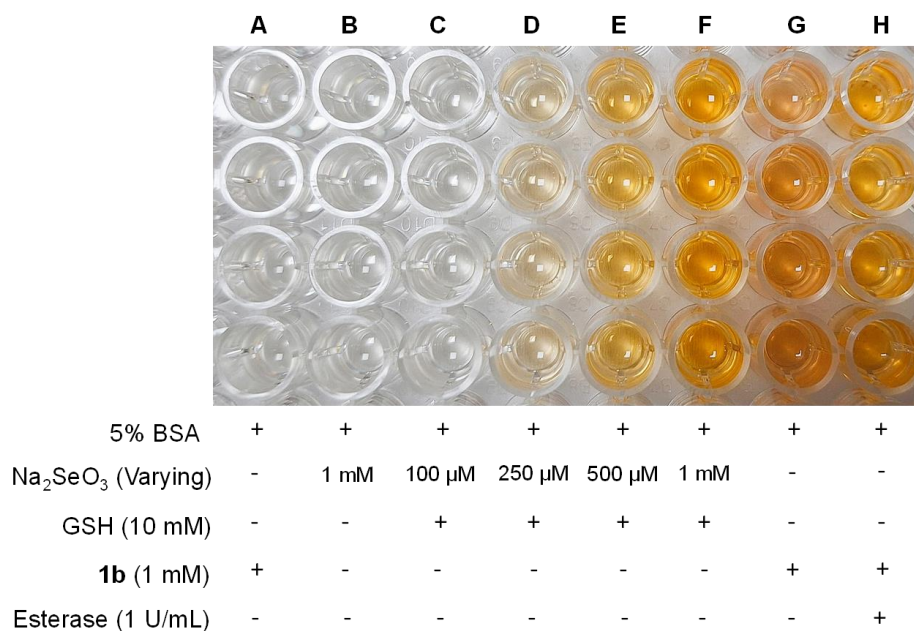 A B C D E F G H
5% BSA + + + + + + + +
Na₂SeO₃ (Varying) - 1 mM 100 µM 250 µM 500 µM 1 mM - -
GSH (10 mM) - - + + + + - -
1b (1 mM) + - - - - - + +
Esterase (1 U/mL) - - - - - - - +